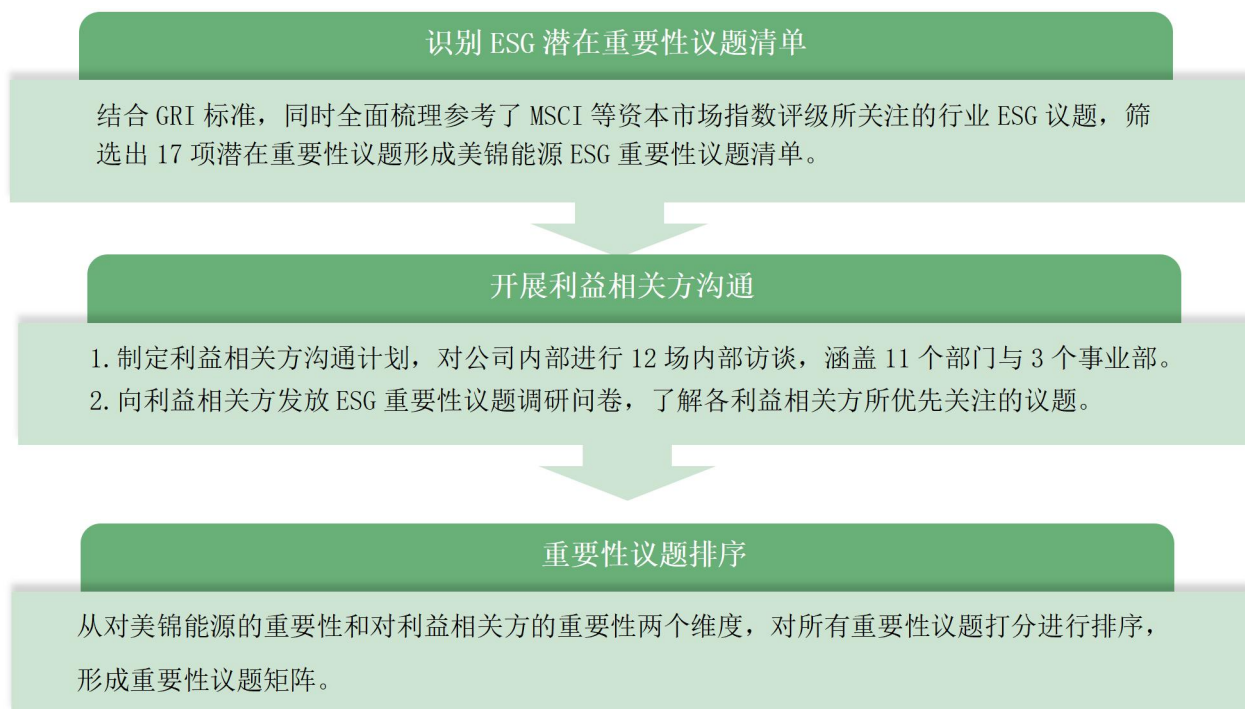 识别 ESG 潜在重要性议题清单
结合 GRI 标准，同时全面梳理参考了 MSCI 等资本市场指数评级所关注的行业 ESG 议题，筛
选出 17 项潜在重要性议题形成美锦能源 ESG 重要性议题清单。
开展利益相关方沟通
1.制定利益相关方沟通计划，对公司内部进行 12 场内部访谈，涵盖 11 个部门与 3 个事业部。
2.向利益相关方发放 ESG 重要性议题调研问卷，了解各利益相关方所优先关注的议题。
重要性议题排序
从对美锦能源的重要性和对利益相关方的重要性两个维度，对所有重要性议题打分进行排序，
形成重要性议题矩阵。